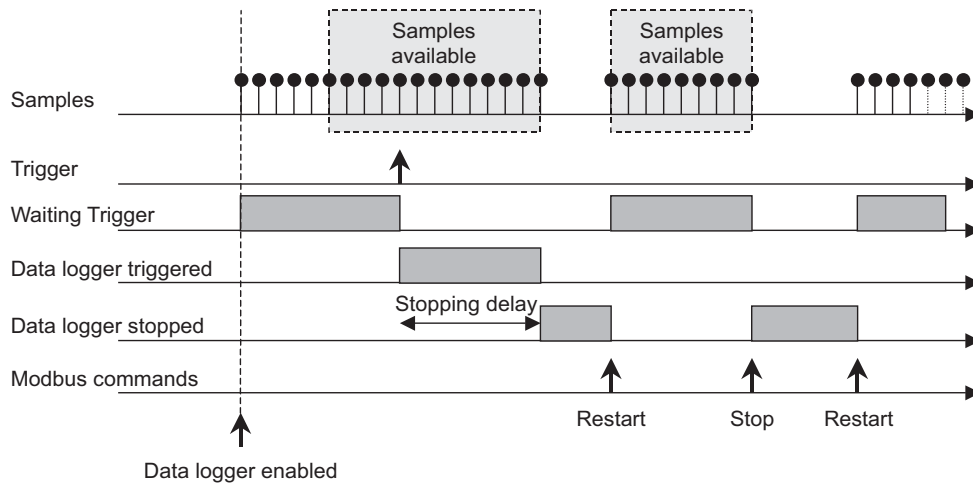 Samples
available
Samples
available
Samples
Trigger
Waiting Trigger
Data logger triggered
Stopping delay
Data logger stopped
Modbus commands
Restart
Stop
Restart
Data logger enabled